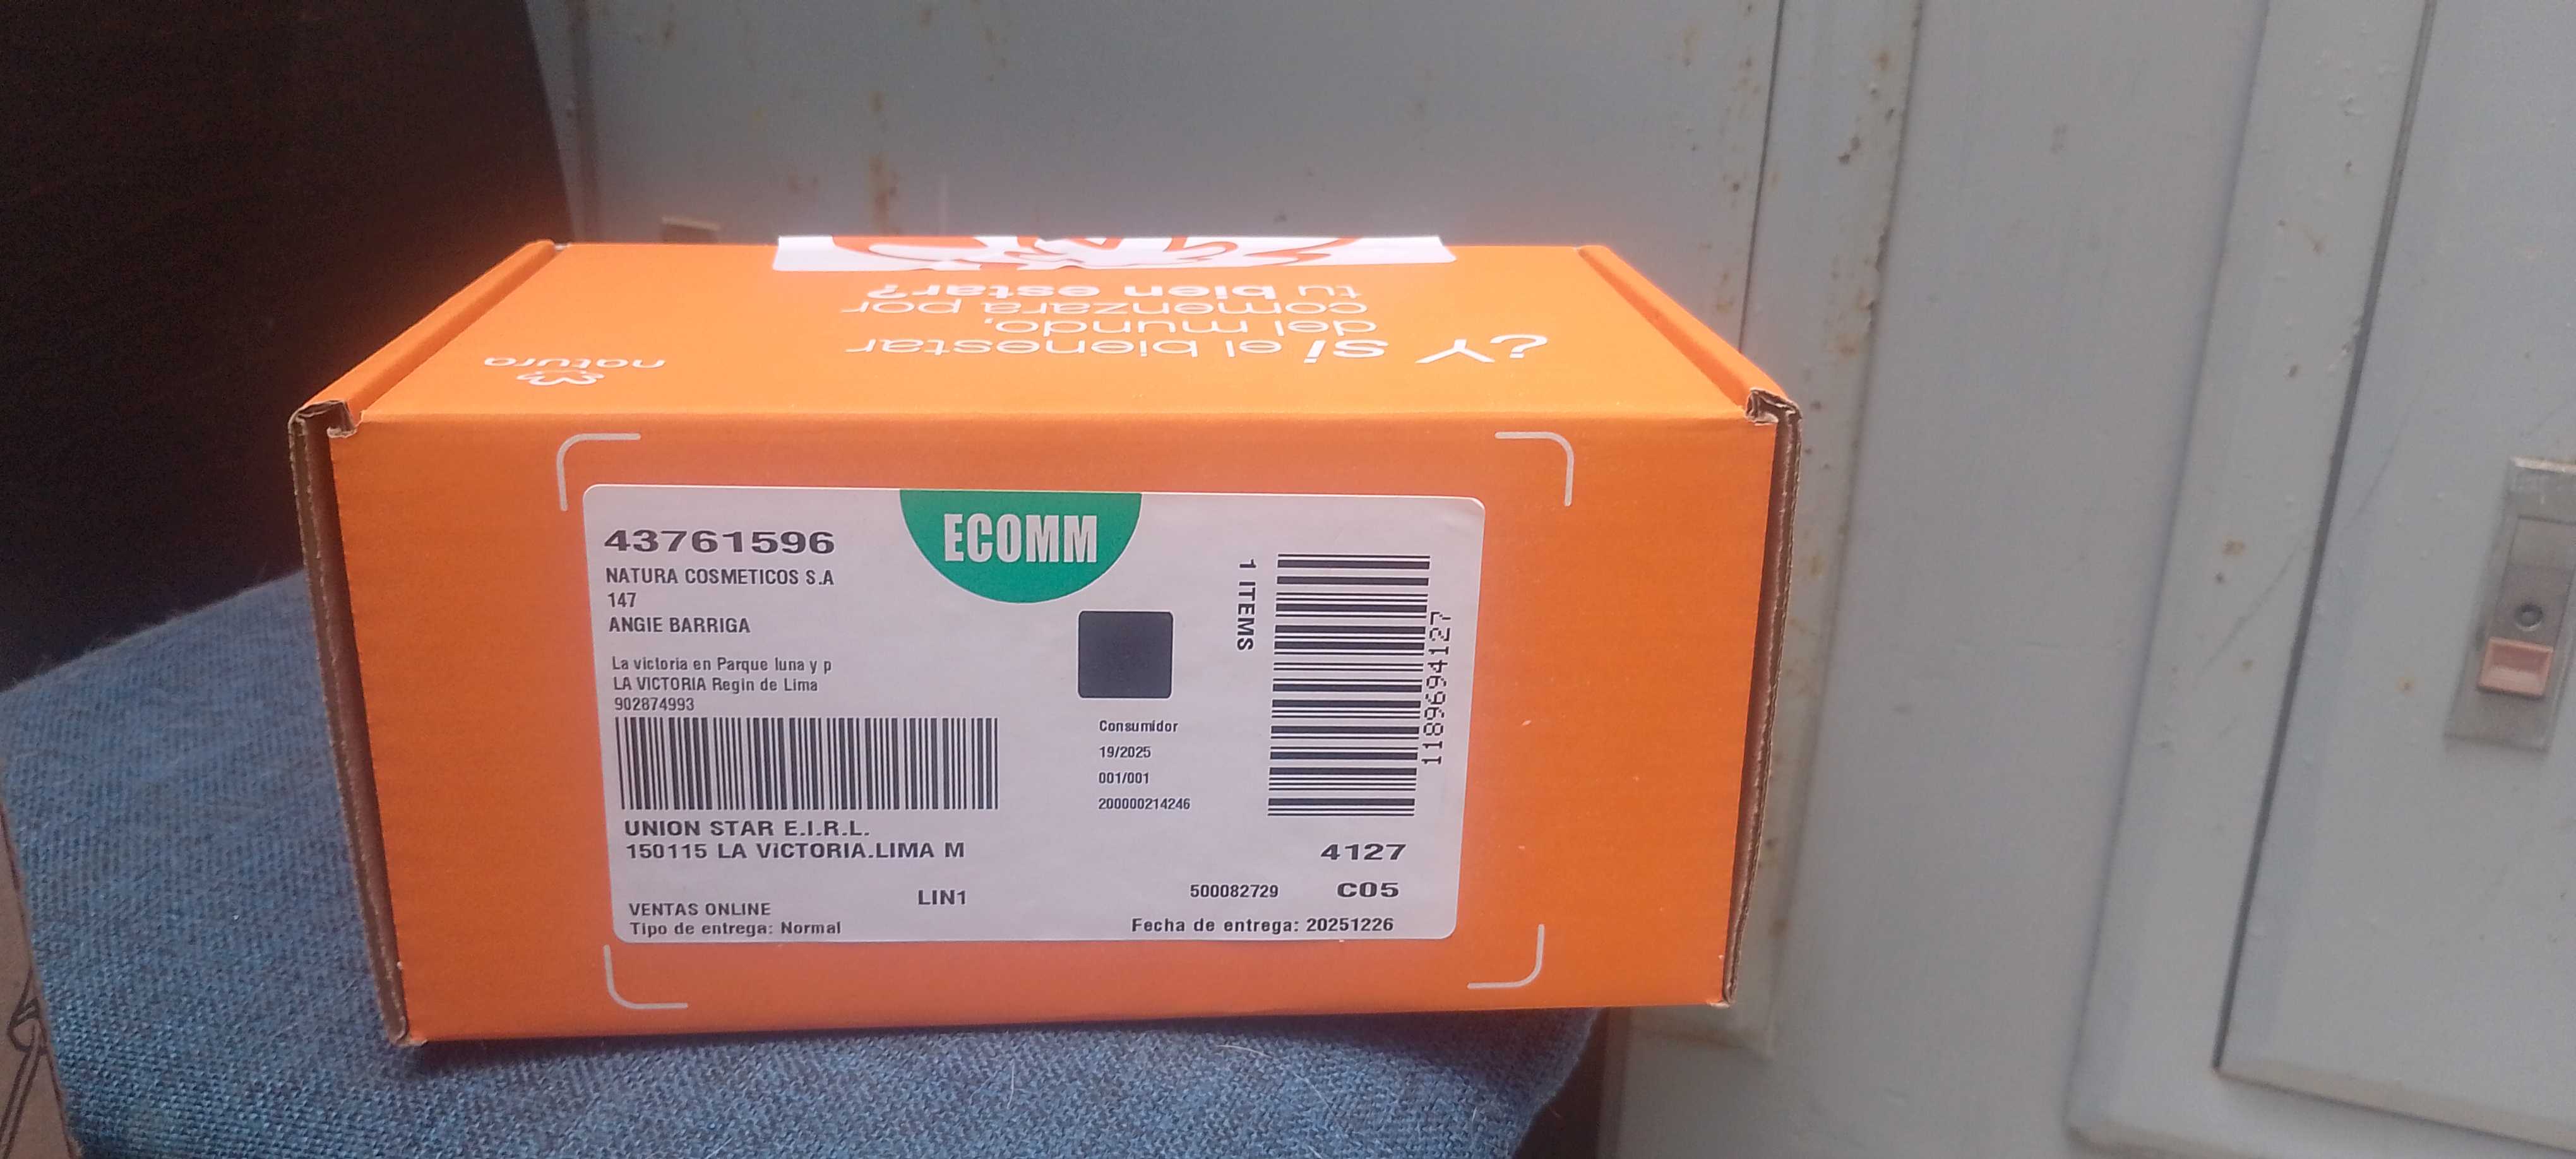 ¿Y si el bienestar
del mundo,
comenzara por
tu bien estar?
natura
ECOMM
43761596
NATURA COSMETICOS S.A
147
ANGIE BARRIGA
La victoria en Parque luna y p
LA VICTORIA Regin de Lima
902874993
UNION STAR E.I.R.L.
150115 LA VICTORIA.LIMA M
LIN1
VENTAS ONLINE
Tipo de entrega: Normal
1 ITEMS
1189694127
Consumidor
19/2025
001/001
200000214246
4127
500082729 C05
Fecha de entrega: 20251226